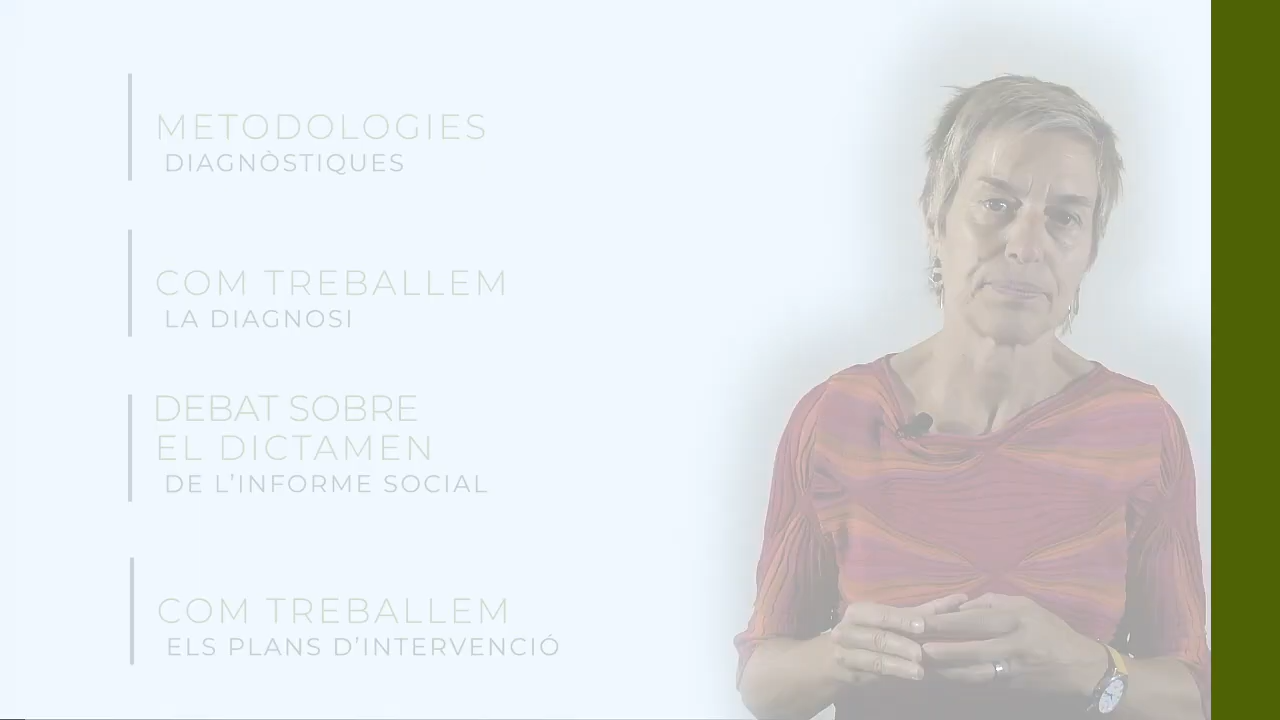 METODOLOGIES
DIAGNÒSTIQUES
COM TREBALLEM
LA DIAGNOSI
DEBAT SOBRE
EL DICTAMEN
DE L’INFORME SOCIAL
COM TREBALLEM
ELS PLANS D’INTERVENCIÓ